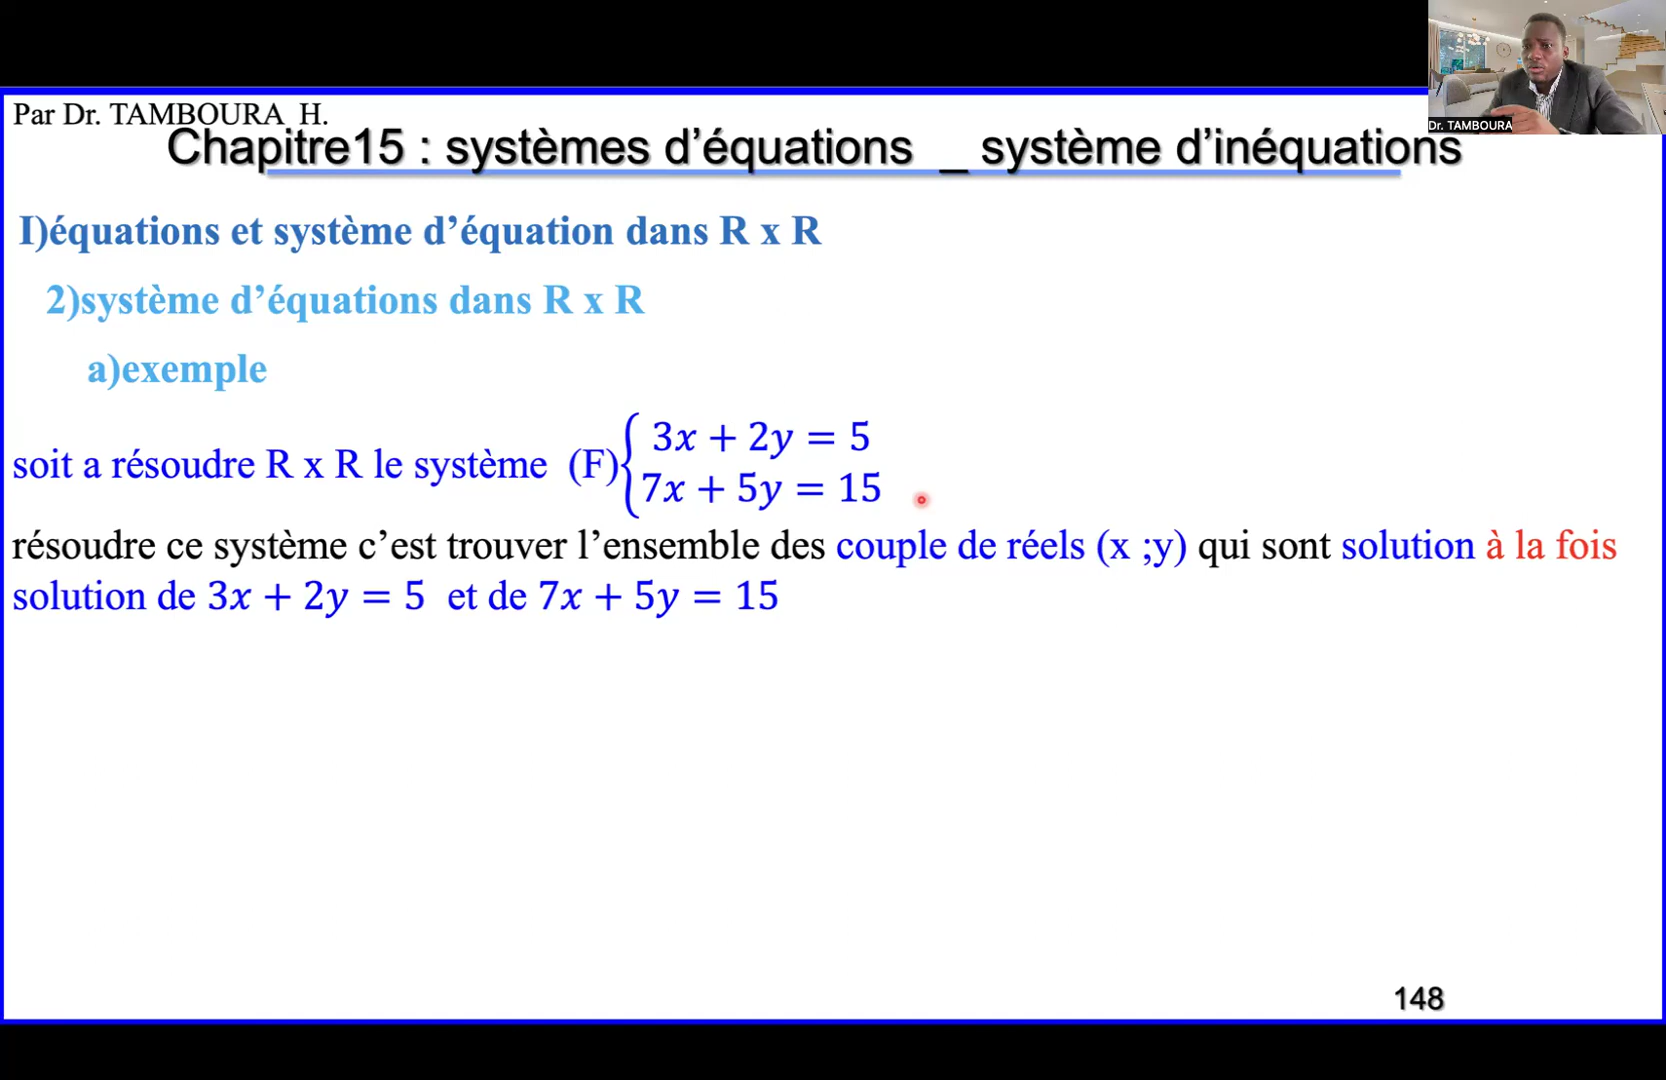 Dr. TAMBOURA
Par Dr. TAMBOURA H.
Chapitre15 : systèmes d’équations _ système d’inéquations
I)équations et système d’équation dans R x R
2)système d’équations dans R x R
a)exemple
soit a résoudre R x R le système (F){3x + 2y = 5
7x + 5y = 15
résoudre ce système c’est trouver l’ensemble des couple de réels (x ;y) qui sont solution à la fois
solution de 3x + 2y = 5 et de 7x + 5y = 15
148